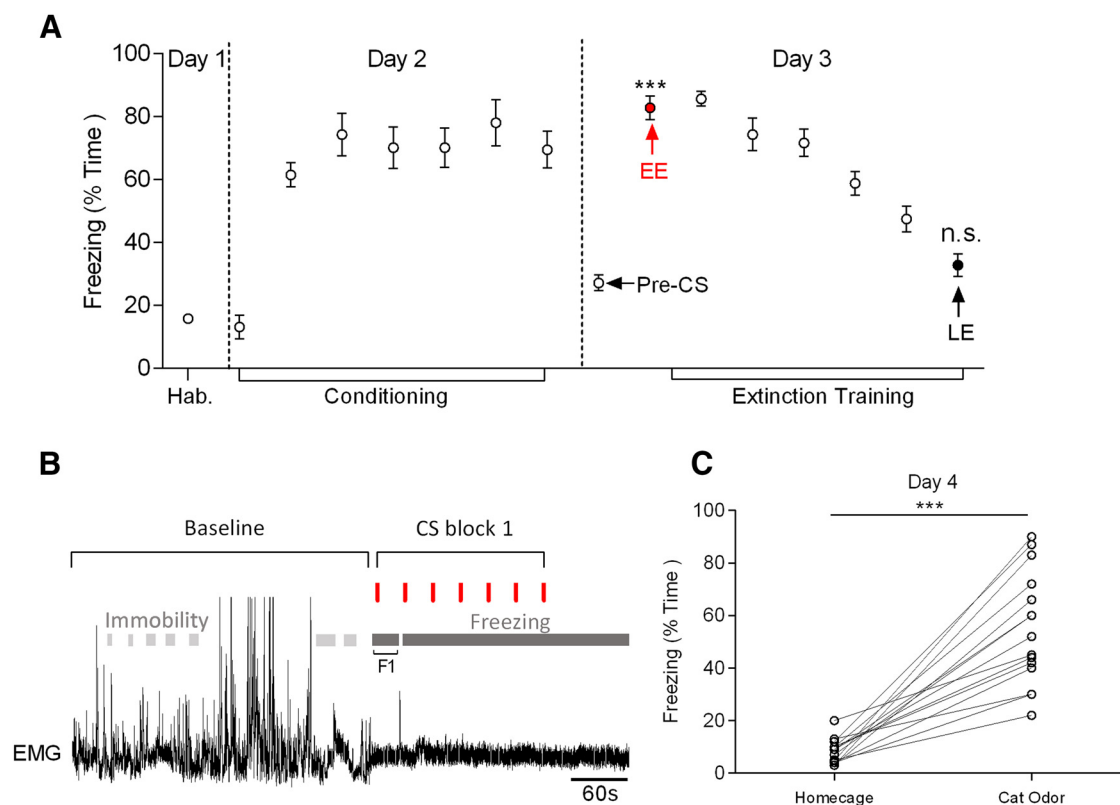 A
Day 1
Day 2
Day 3
Freezing (% Time)
100
80
60
40
20
0
***
EE
Pre-CS
n.s.
LE
Hab.
Conditioning
Extinction Training
B
Baseline
CS block 1
Immobility
Freezing
F1
EMG
60s
C
Day 4
***
Freezing (% Time )
100
80
60
40
20
0
Homecage
Cat Odor